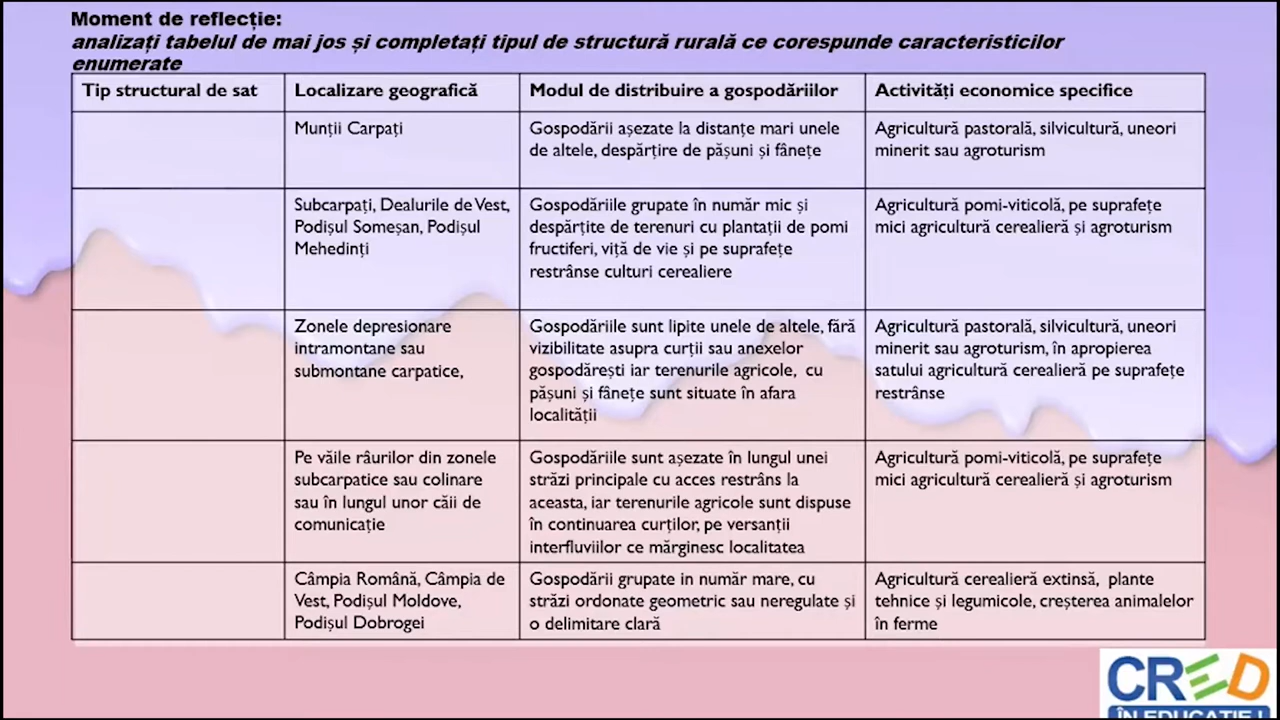 Moment de reflecție:
analizați tabelul de mai jos și completați tipul de structură rurală ce corespunde caracteristicilor
enumerate
Tip structural de sat
Localizare geografică
Modul de distribuire a gospodăriilor
Activități economice specifice
Munții Carpați
Gospodării așezate la distanțe mari unele
de altele, despărțire de pășuni și fânețe
Agricultură pastorală, silvicultură, uneori
minerit sau agroturism
Subcarpați, Dealurile de Vest,
Podișul Someșan, Podișul
Mehedinți
Gospodăriile grupate în număr mic și
despărțite de terenuri cu plantații de pomi
fructiferi, viță de vie și pe suprafețe
restrânse culturi cerealiere
Agricultură pomi-viticolă, pe suprafețe
mici agricultură cerealieră și agroturism
Zonele depresionare
intramontane sau
submontane carpatice,
Gospodăriile sunt lipite unele de altele, fără
vizibilitate asupra curții sau anexelor
gospodărești iar terenurile agricole, cu
pășuni și fânețe sunt situate în afara
localității
Agricultură pastorală, silvicultură, uneori
minerit sau agroturism, în apropierea
satului agricultură cerealieră pe suprafețe
restrânse
Pe văile râurilor din zonele
subcarpatice sau colinare
sau în lungul unor căii de
comunicație
Gospodăriile sunt așezate în lungul unei
străzi principale cu acces restrâns la
aceasta, iar terenurile agricole sunt dispuse
în continuarea curților, pe versanții
interfluviilor ce mărginesc localitatea
Agricultură pomi-viticolă, pe suprafețe
mici agricultură cerealieră și agroturism
Câmpia Română, Câmpia de
Vest, Podișul Moldove,
Podișul Dobrogei
Gospodării grupate in număr mare, cu
străzi ordonate geometric sau neregulate și
o delimitare clară
Agricultură cerealieră extinsă, plante
tehnice și legumicole, creșterea animalelor
în ferme
CRED
ÎN EDUCAȚIE!